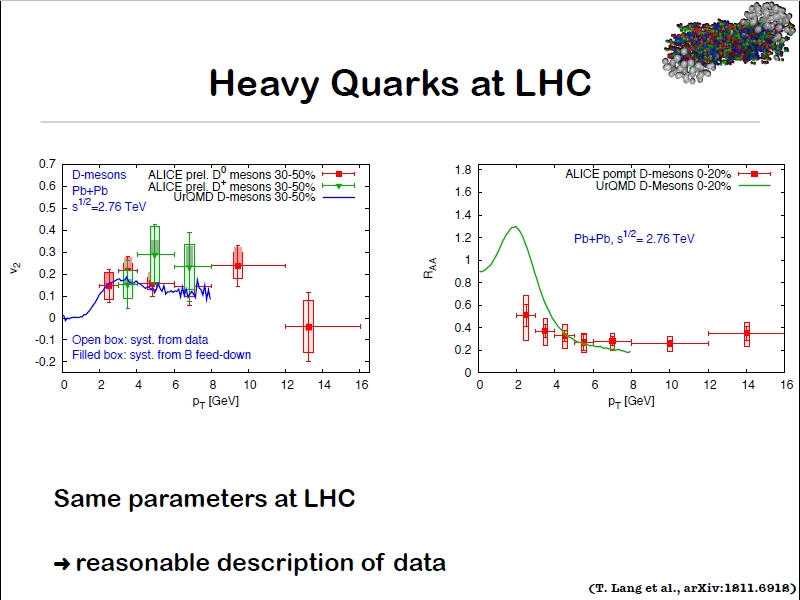 Heavy Quarks at LHC
0.7
0.6
0.5
0.4
0.3
0.2
0.1
0
-0.1
-0.2
v2
D-mesons
Pb+Pb
s^1/2=2.76 TeV
ALICE prel. D^0 mesons 30-50%
ALICE prel. D^+ mesons 30-50%
UrQMD D-mesons 30-50%
Open box: syst. from data
Filled box: syst. from B feed-down
0 2 4 6 8 10 12 14 16
pT [GeV]
1.8
1.6
1.4
1.2
1
0.8
0.6
0.4
0.2
0
RAA
ALICE pompt D-mesons 0-20%
UrQMD D-Mesons 0-20%
Pb+Pb, s^1/2= 2.76 TeV
0 2 4 6 8 10 12 14 16
pT [GeV]
Same parameters at LHC
➜ reasonable description of data
(T. Lang et al., arXiv:1811.6918)